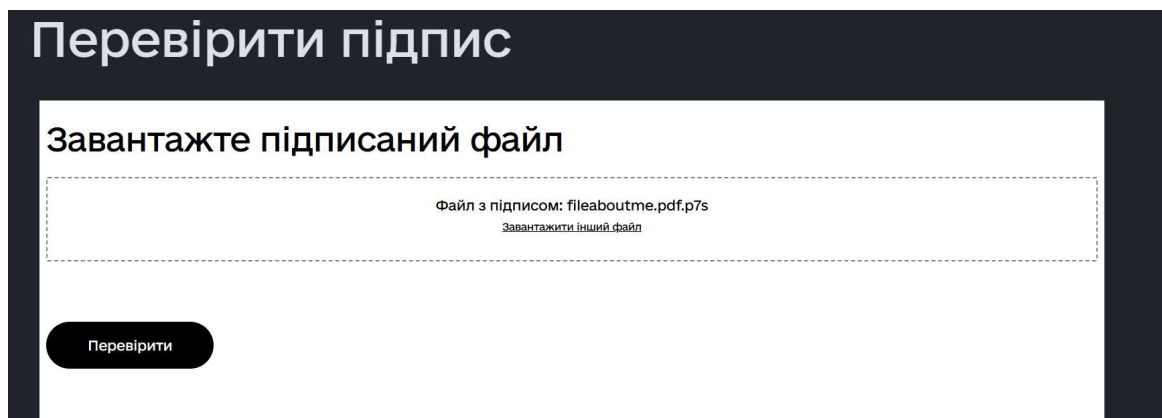 Перевірити підпис
Завантажте підписаний файл
Файл з підписом: fileaboutme.pdf.p7s
Завантажити інший файл
Перевірити